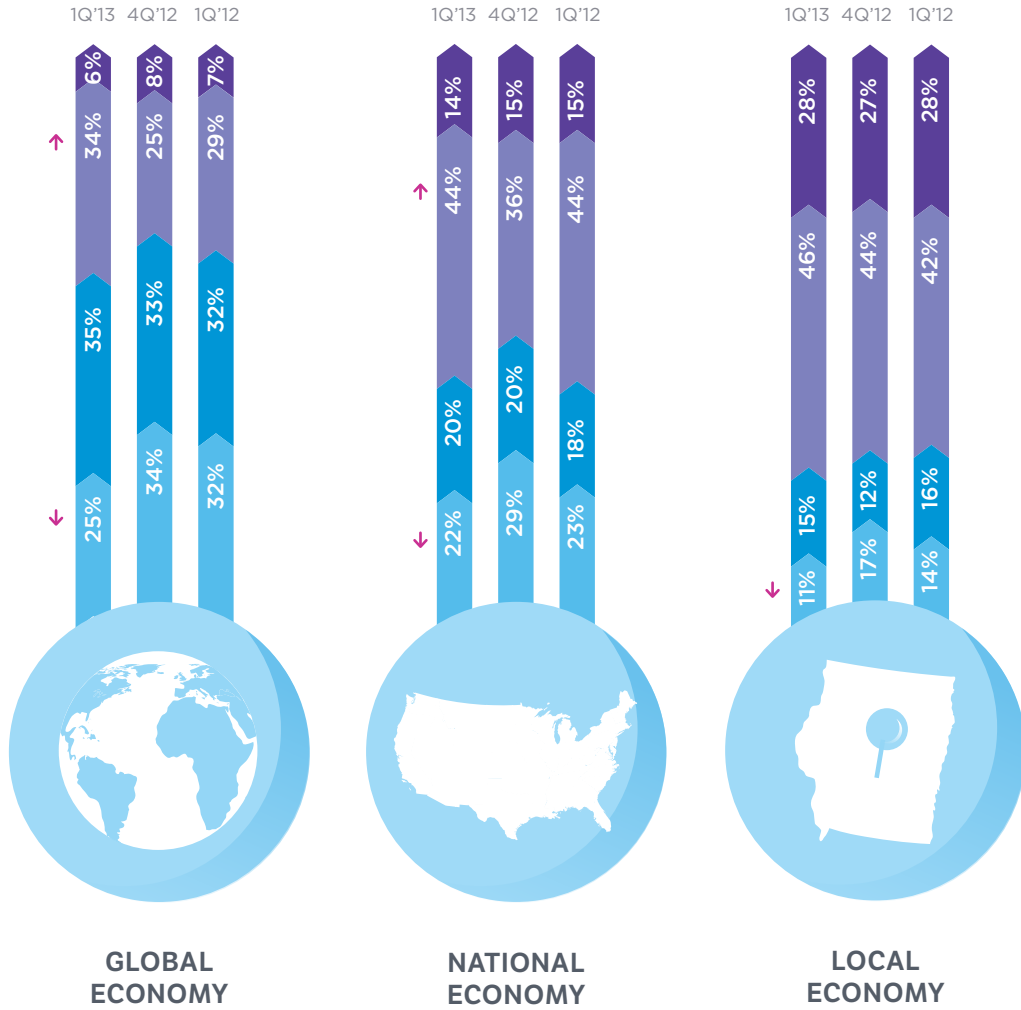 1Q'13 4Q'12 1Q'12
6% 8% 7%
34% 25% 29%
35% 33% 32%
25% 34% 32%
GLOBAL
ECONOMY
1Q'13 4Q'12 1Q'12
14% 15% 15%
44% 36% 44%
20% 20% 18%
22% 29% 23%
NATIONAL
ECONOMY
1Q'13 4Q'12 1Q'12
28% 27% 28%
46% 44% 42%
15% 12% 16%
11% 17% 14%
LOCAL
ECONOMY